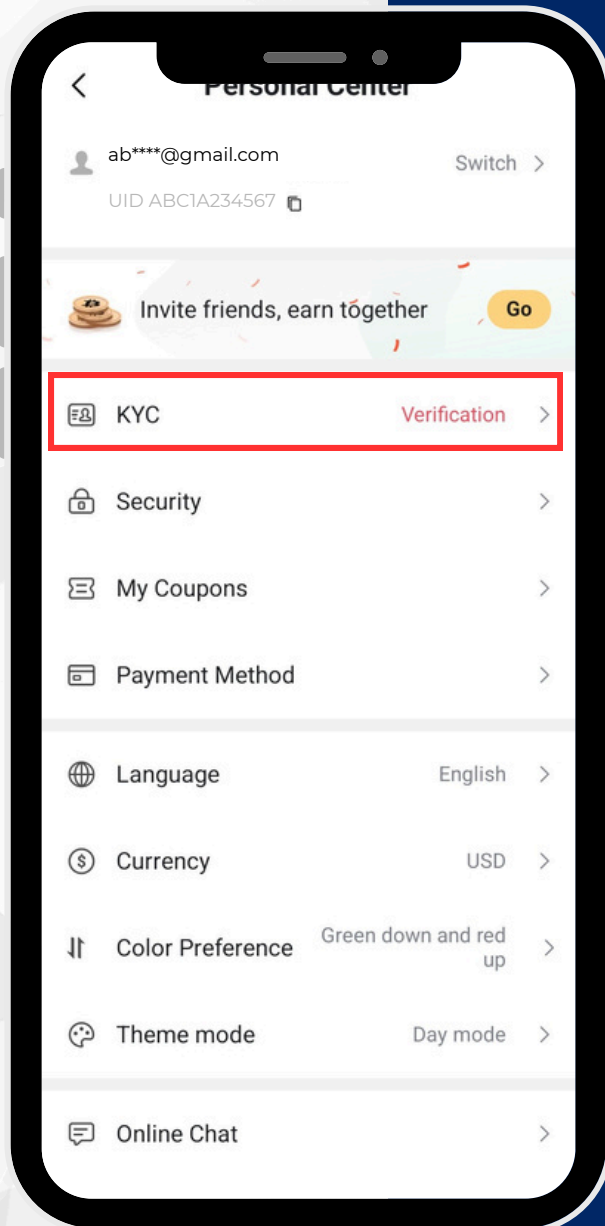 Personal Center
ab****@gmail.com
Switch
UID ABC1A234567
Invite friends, earn together
Go
KYC
Verification
Security
My Coupons
Payment Method
Language
English
Currency
USD
Color Preference
Green down and red
up
Theme mode
Day mode
Online Chat